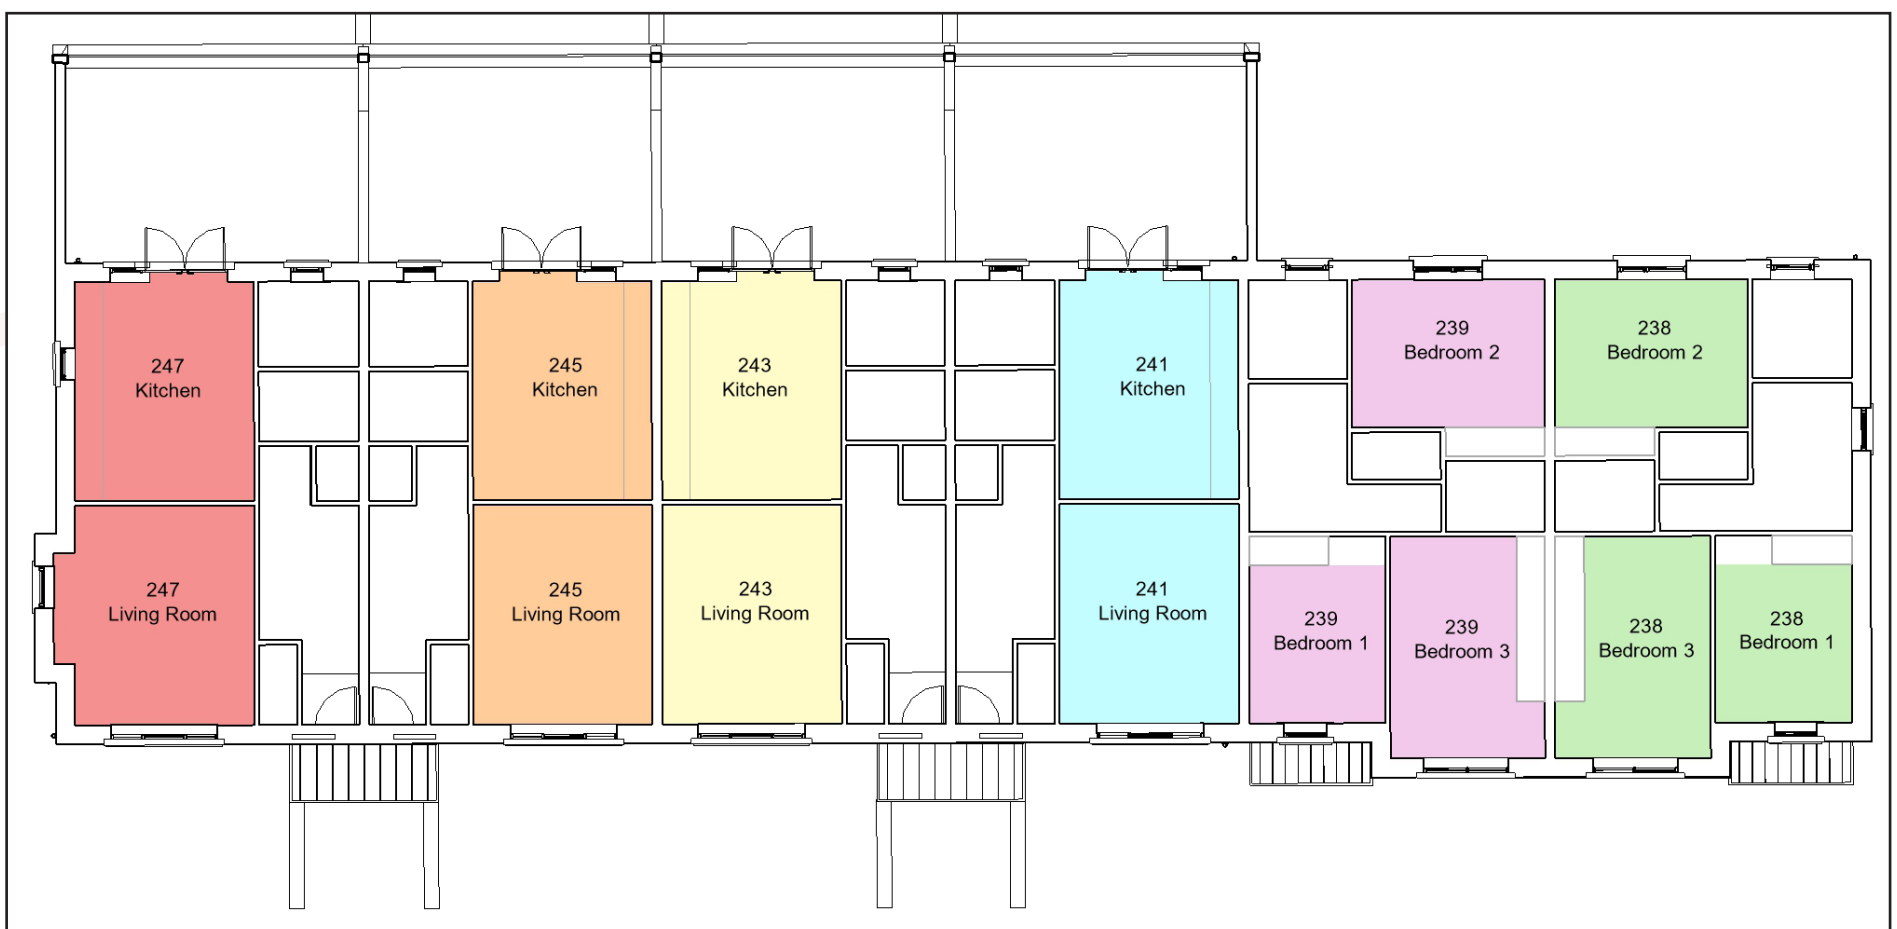 247
Kitchen
245
Kitchen
243
Kitchen
241
Kitchen
239
Bedroom 2
238
Bedroom 2
247
Living Room
245
Living Room
243
Living Room
241
Living Room
239
Bedroom 1
239
Bedroom 3
238
Bedroom 3
238
Bedroom 1